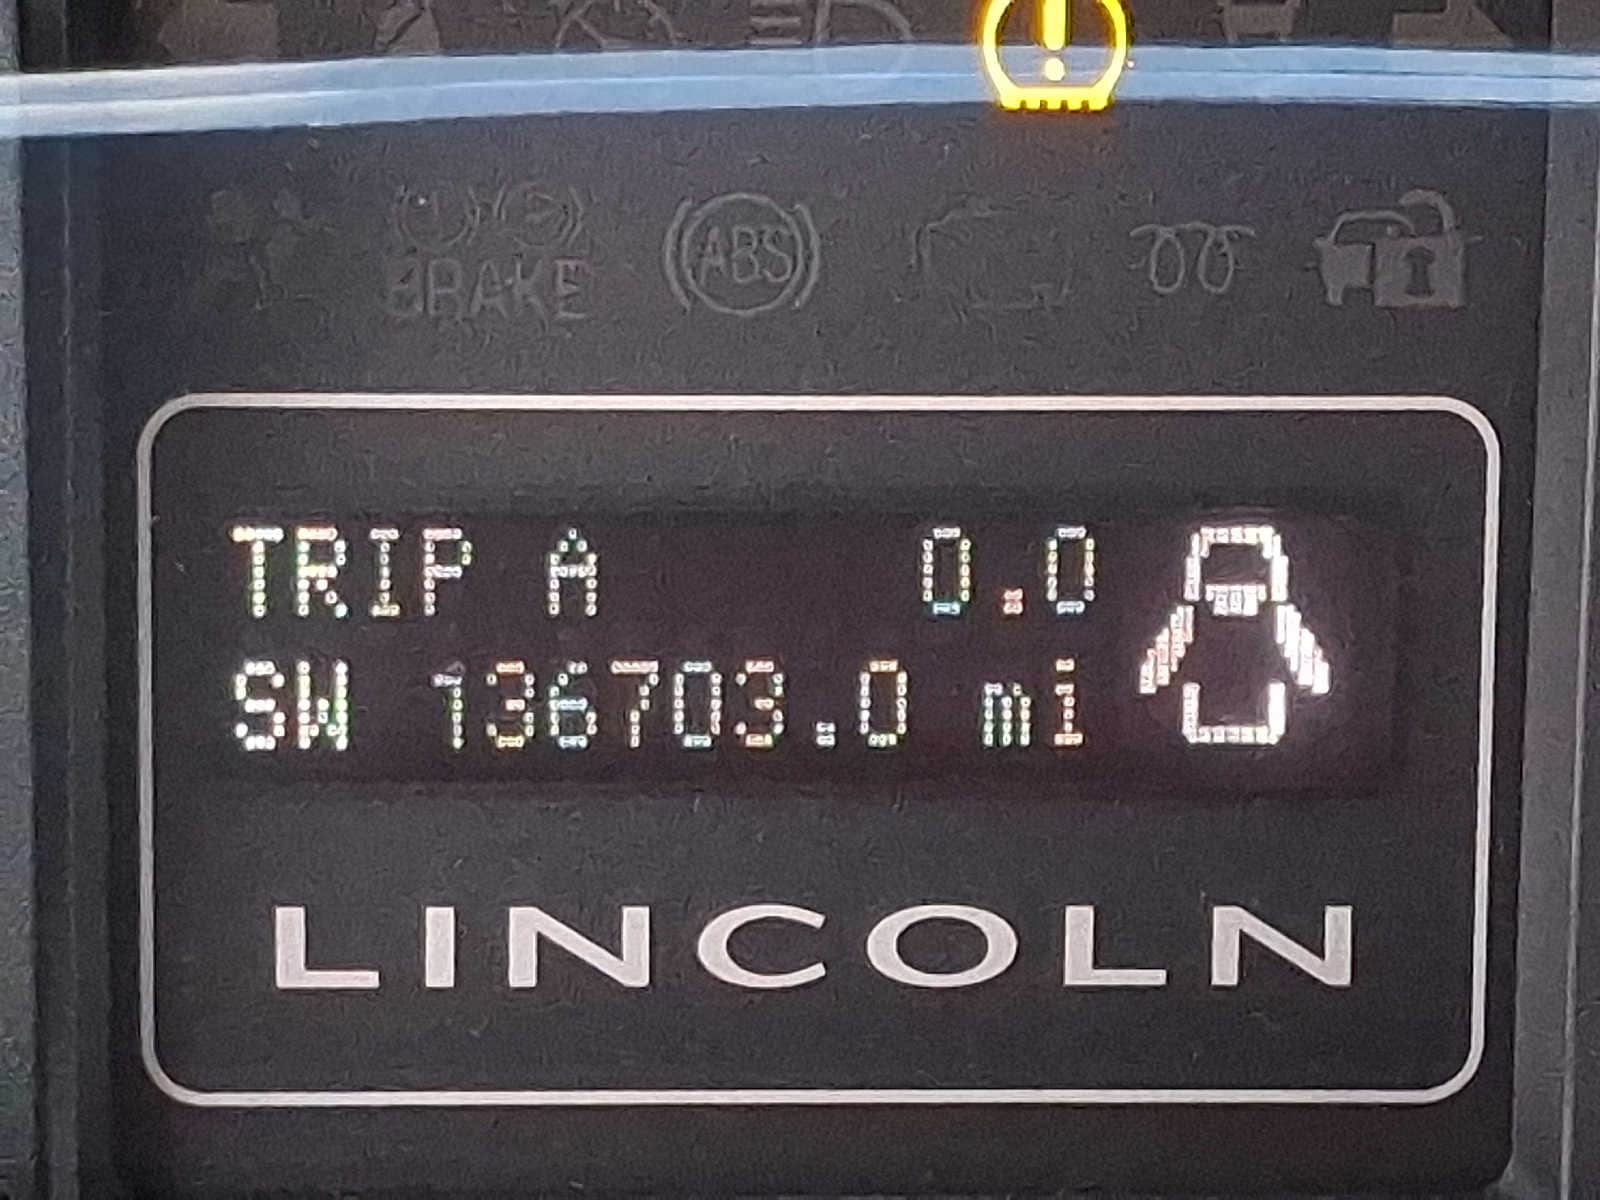 !
BRAKE ABS
TRIP A 0.0
SW 136703.0 mi
LINCOLN